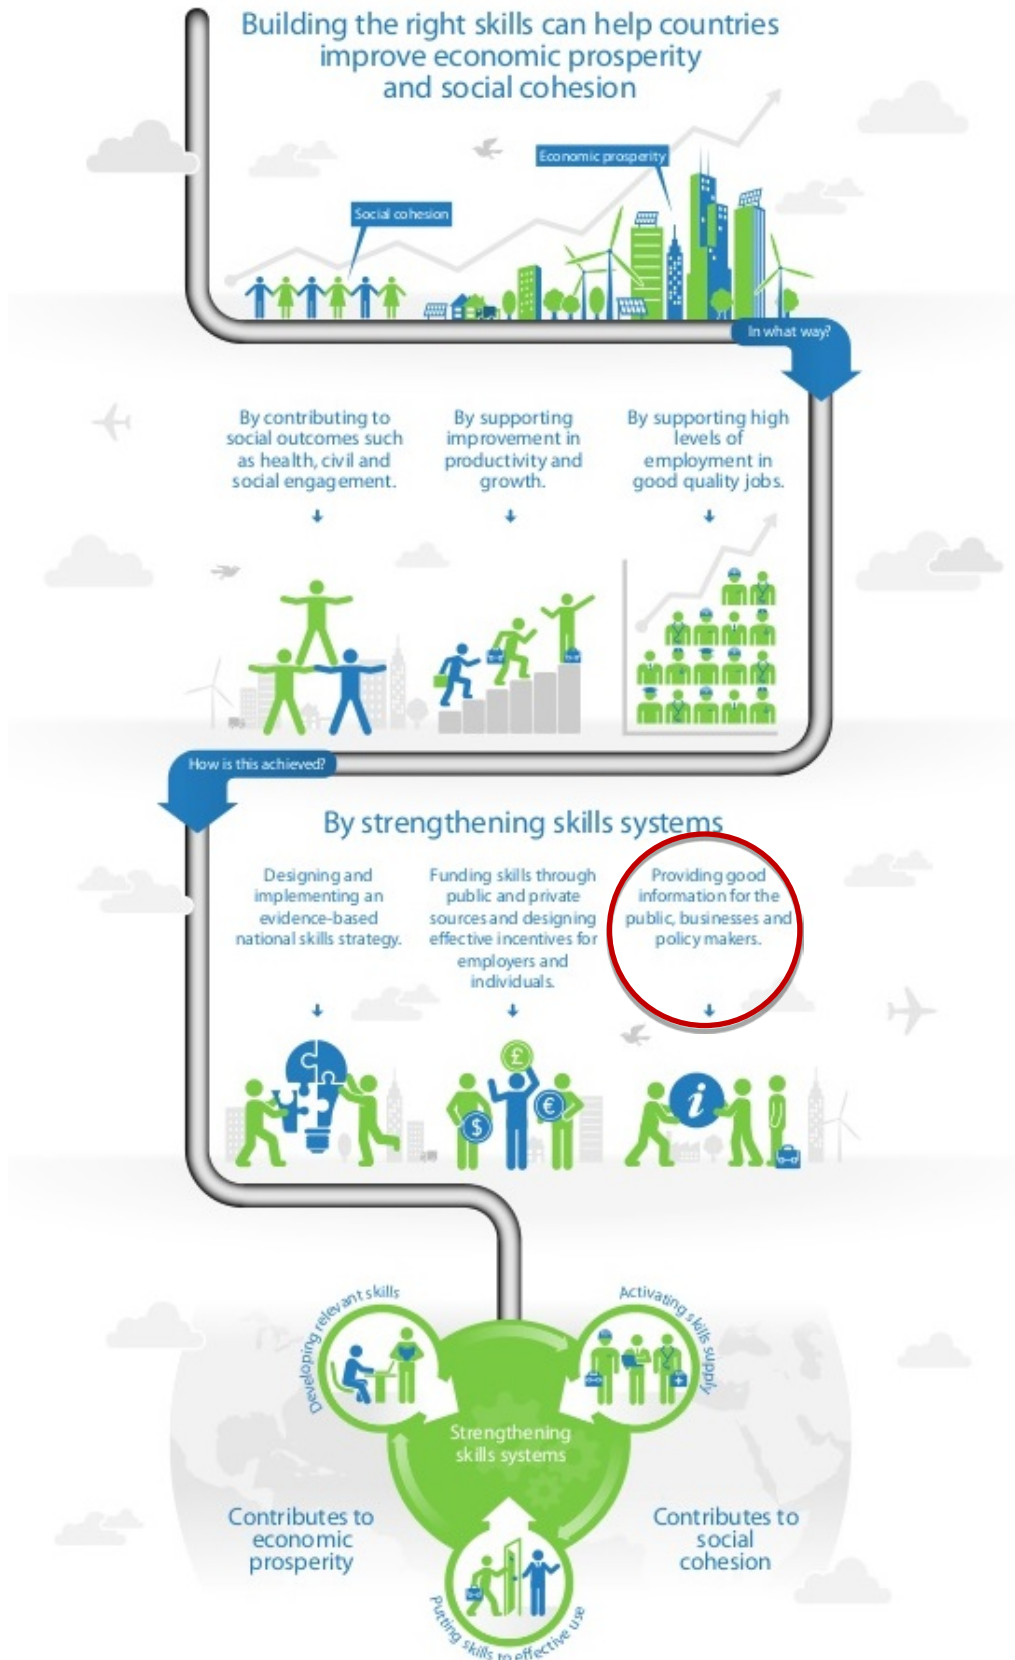 Building the right skills can help countries
improve economic prosperity
and social cohesion
Economic prosperity
Social cohesion
In what way?
By contributing to
social outcomes such
as health, civil and
social engagement.
By supporting
improvement in
productivity and
growth.
By supporting high
levels of
employment in
good quality jobs.
How is this achieved?
By strengthening skills systems
Designing and
implementing an
evidence-based
national skills strategy.
Funding skills through
public and private
sources and designing
effective incentives for
employers and
individuals.
Providing good
information for the
public, businesses and
policy makers.
£
$
€
i
Developing relevant skills
Activating skills supply
Strengthening
skills systems
Contributes to
economic
prosperity
Contributes to
social
cohesion
Putting skills to effective use